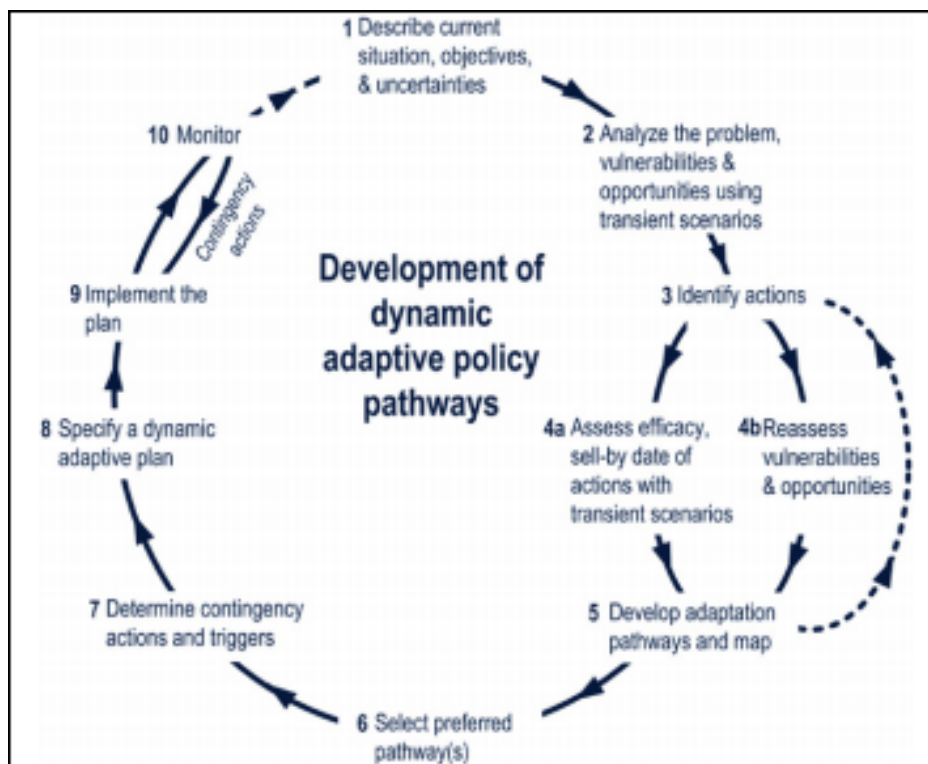 1 Describe current
situation, objectives,
& uncertainties
2 Analyze the problem,
vulnerabilities &
opportunities using
transient scenarios
3 Identify actions
4a Assess efficacy,
sell-by date of
actions with
transient scenarios
4b Reassess
vulnerabilities
& opportunities
5 Develop adaptation
pathways and map
6 Select preferred
pathway(s)
7 Determine contingency
actions and triggers
8 Specify a dynamic
adaptive plan
9 Implement the
plan
10 Monitor
Contingency
actions
Development of
dynamic
adaptive policy
pathways